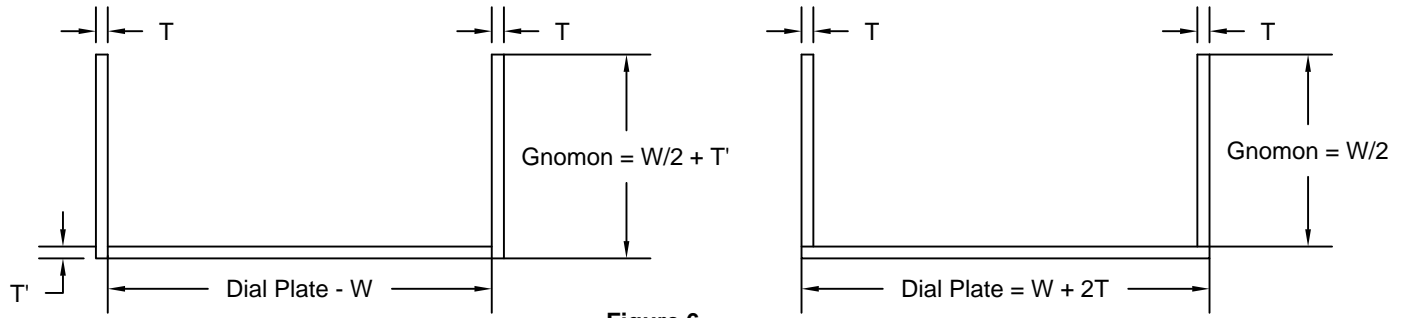 T
T
T
T
Gnomon = W/2 + T'
Gnomon = W/2
T'
Dial Plate - W
Dial Plate = W + 2T